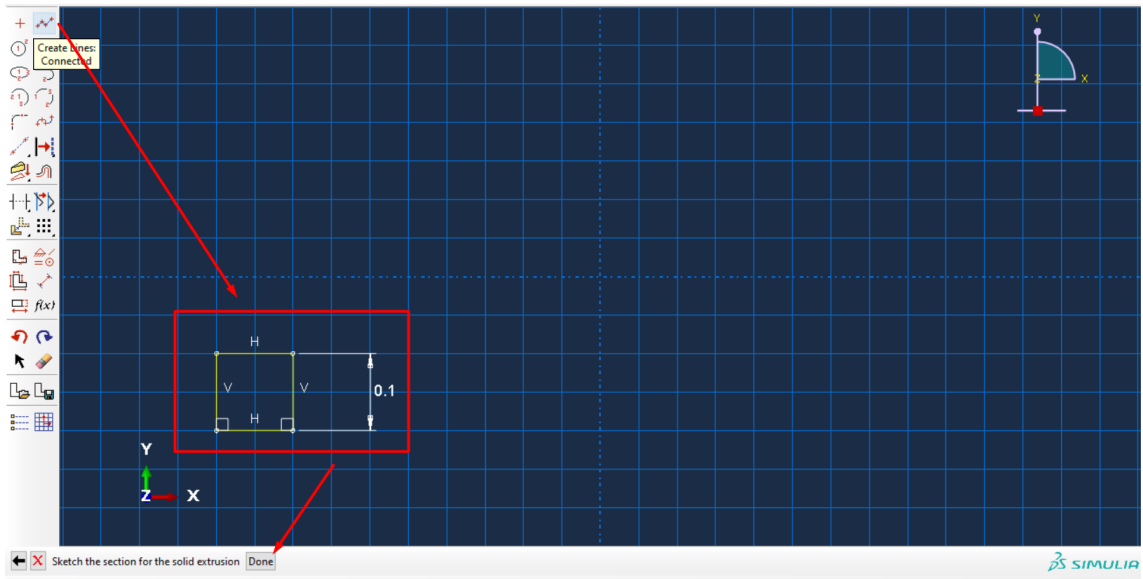 Y
Z X
Create Lines:
Connected
f(x)
H
V V
0.1
H
Y
Z X
Sketch the section for the solid extrusion Done
SIMULIA